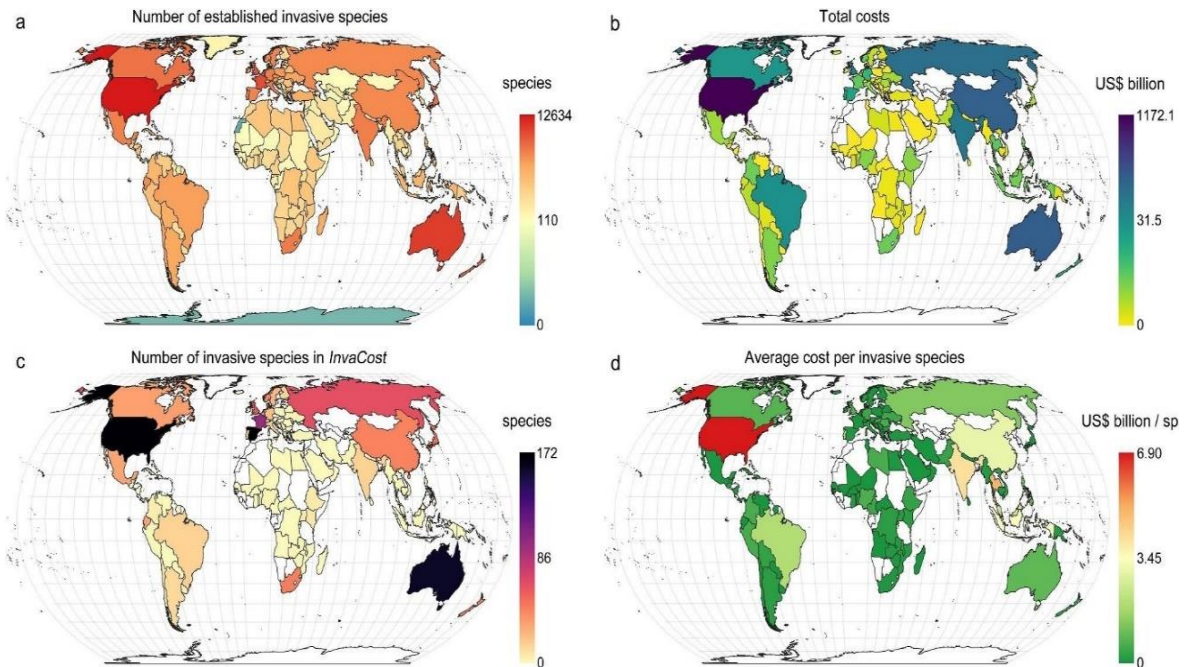 a
Number of established invasive species
species
12634
110
0
b
Total costs
US$ billion
1172.1
31.5
0
c
Number of invasive species in InvaCost
species
172
86
0
d
Average cost per invasive species
US$ billion / sp
6.90
3.45
0